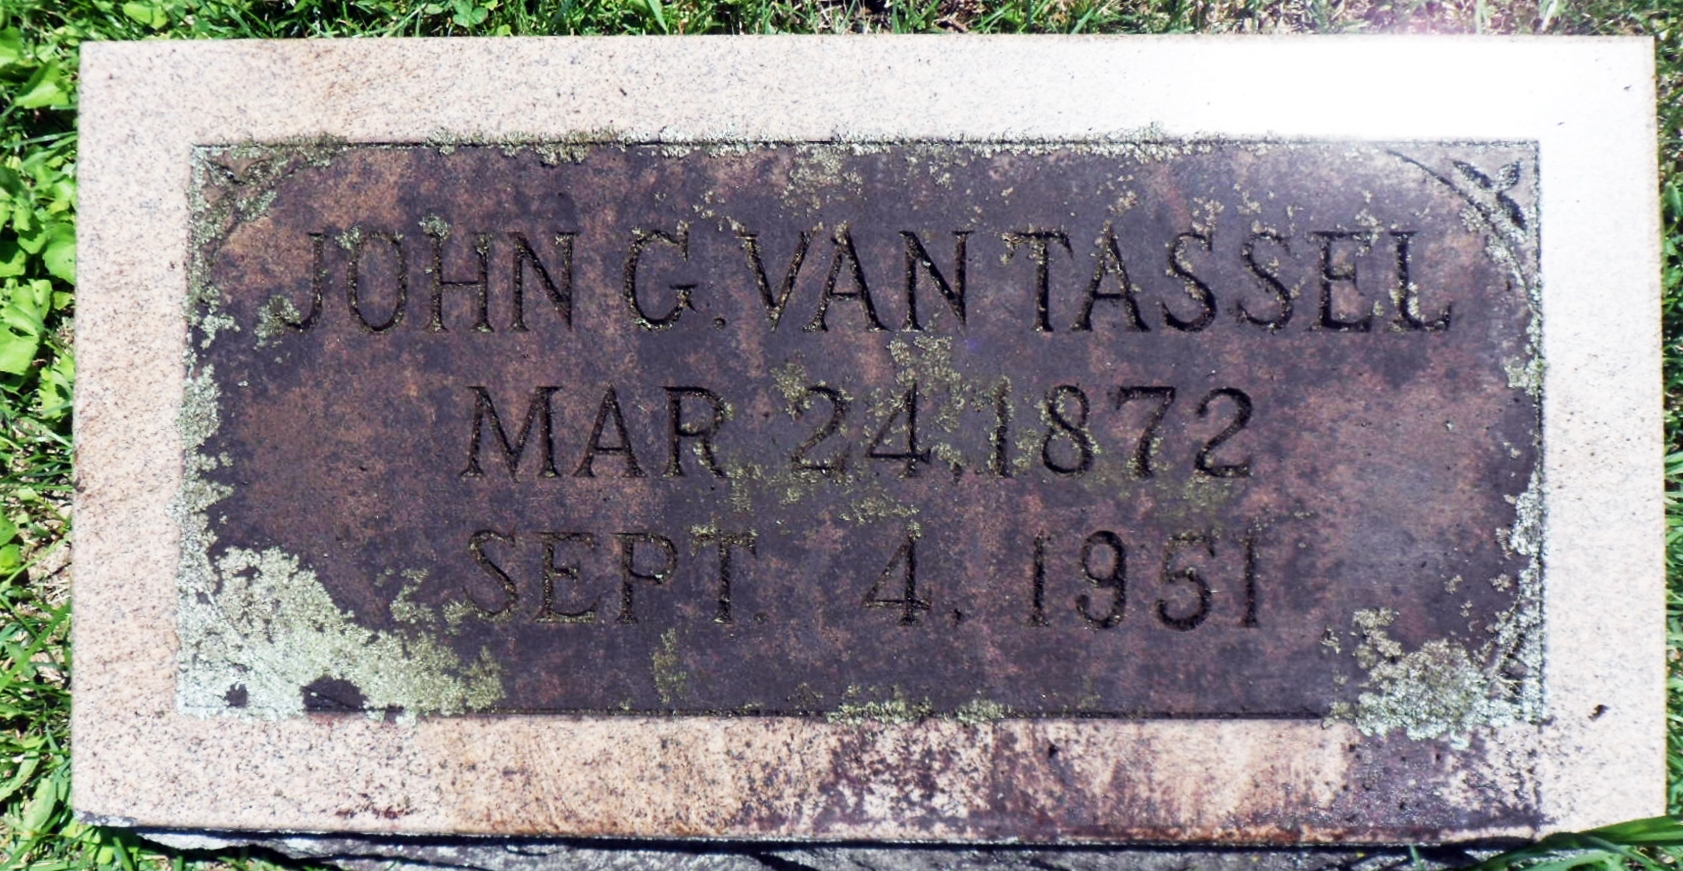 JOHN G. VAN TASSEL
MAR. 24, 1872
SEPT. 4, 1951